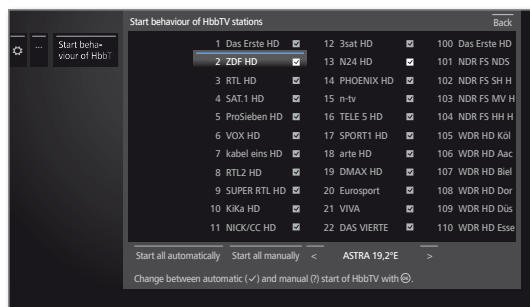 Start behaviour of HbbTV stations Back
... Start beha-
viour of HbbT
1 Das Erste HD 12 3sat HD 100 Das Erste HD
2 ZDF HD 13 N24 HD 101 NDR FS NDS
3 RTL HD 14 PHOENIX HD 102 NDR FS SH H
4 SAT.1 HD 15 n-tv 103 NDR FS MV H
5 ProSieben HD 16 TELE 5 HD 104 NDR FS HH H
6 VOX HD 17 SPORT1 HD 105 WDR HD Köl
7 kabel eins HD 18 arte HD 106 WDR HD Aac
8 RTL2 HD 19 DMAX HD 107 WDR HD Biel
9 SUPER RTL HD 20 Eurosport 108 WDR HD Dor
10 KiKa HD 21 VIVA 109 WDR HD Düs
11 NICK/CC HD 22 DAS VIERTE 110 WDR HD Esse
Start all automatically Start all manually < ASTRA 19,2°E >
Change between automatic (✓) and manual (?) start of HbbTV with OK.